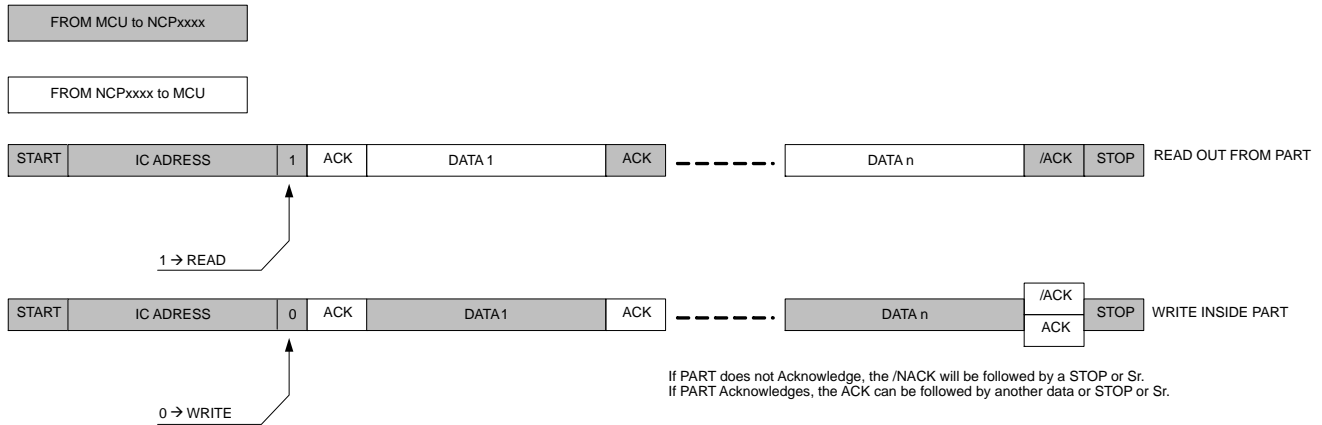 FROM MCU to NCPxxxx
FROM NCPxxxx to MCU
START IC ADRESS 1 ACK DATA 1 ACK DATA n /ACK STOP READ OUT FROM PART
1 → READ
START IC ADRESS 0 ACK DATA1 ACK DATA n /ACK ACK STOP WRITE INSIDE PART
If PART does not Acknowledge, the /NACK will be followed by a STOP or Sr.
If PART Acknowledges, the ACK can be followed by another data or STOP or Sr.
0 → WRITE